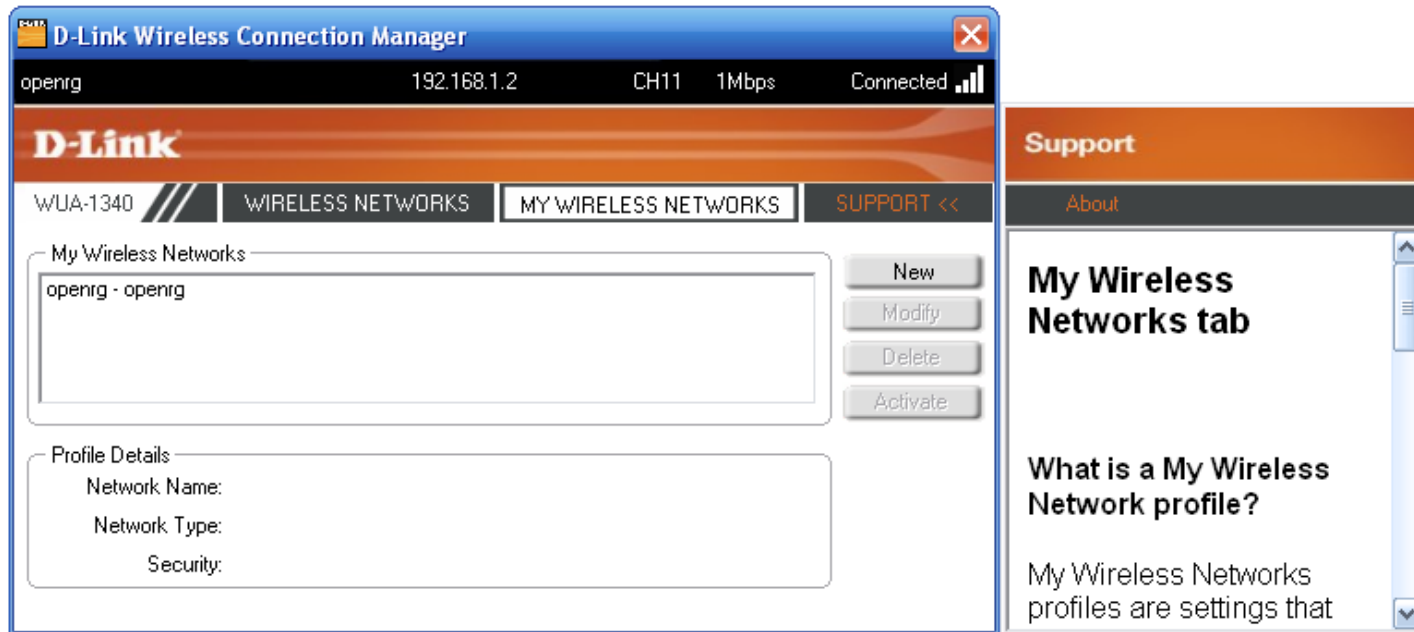 D-Link Wireless Connection Manager
openrg 192.168.1.2 CH11 1Mbps Connected
D-Link
WUA-1340 WIRELESS NETWORKS MY WIRELESS NETWORKS SUPPORT <<
My Wireless Networks
openrg - openrg
New
Modify
Delete
Activate
Profile Details
Network Name:
Network Type:
Security:
Support
About
My Wireless
Networks tab
What is a My Wireless
Network profile?
My Wireless Networks
profiles are settings that